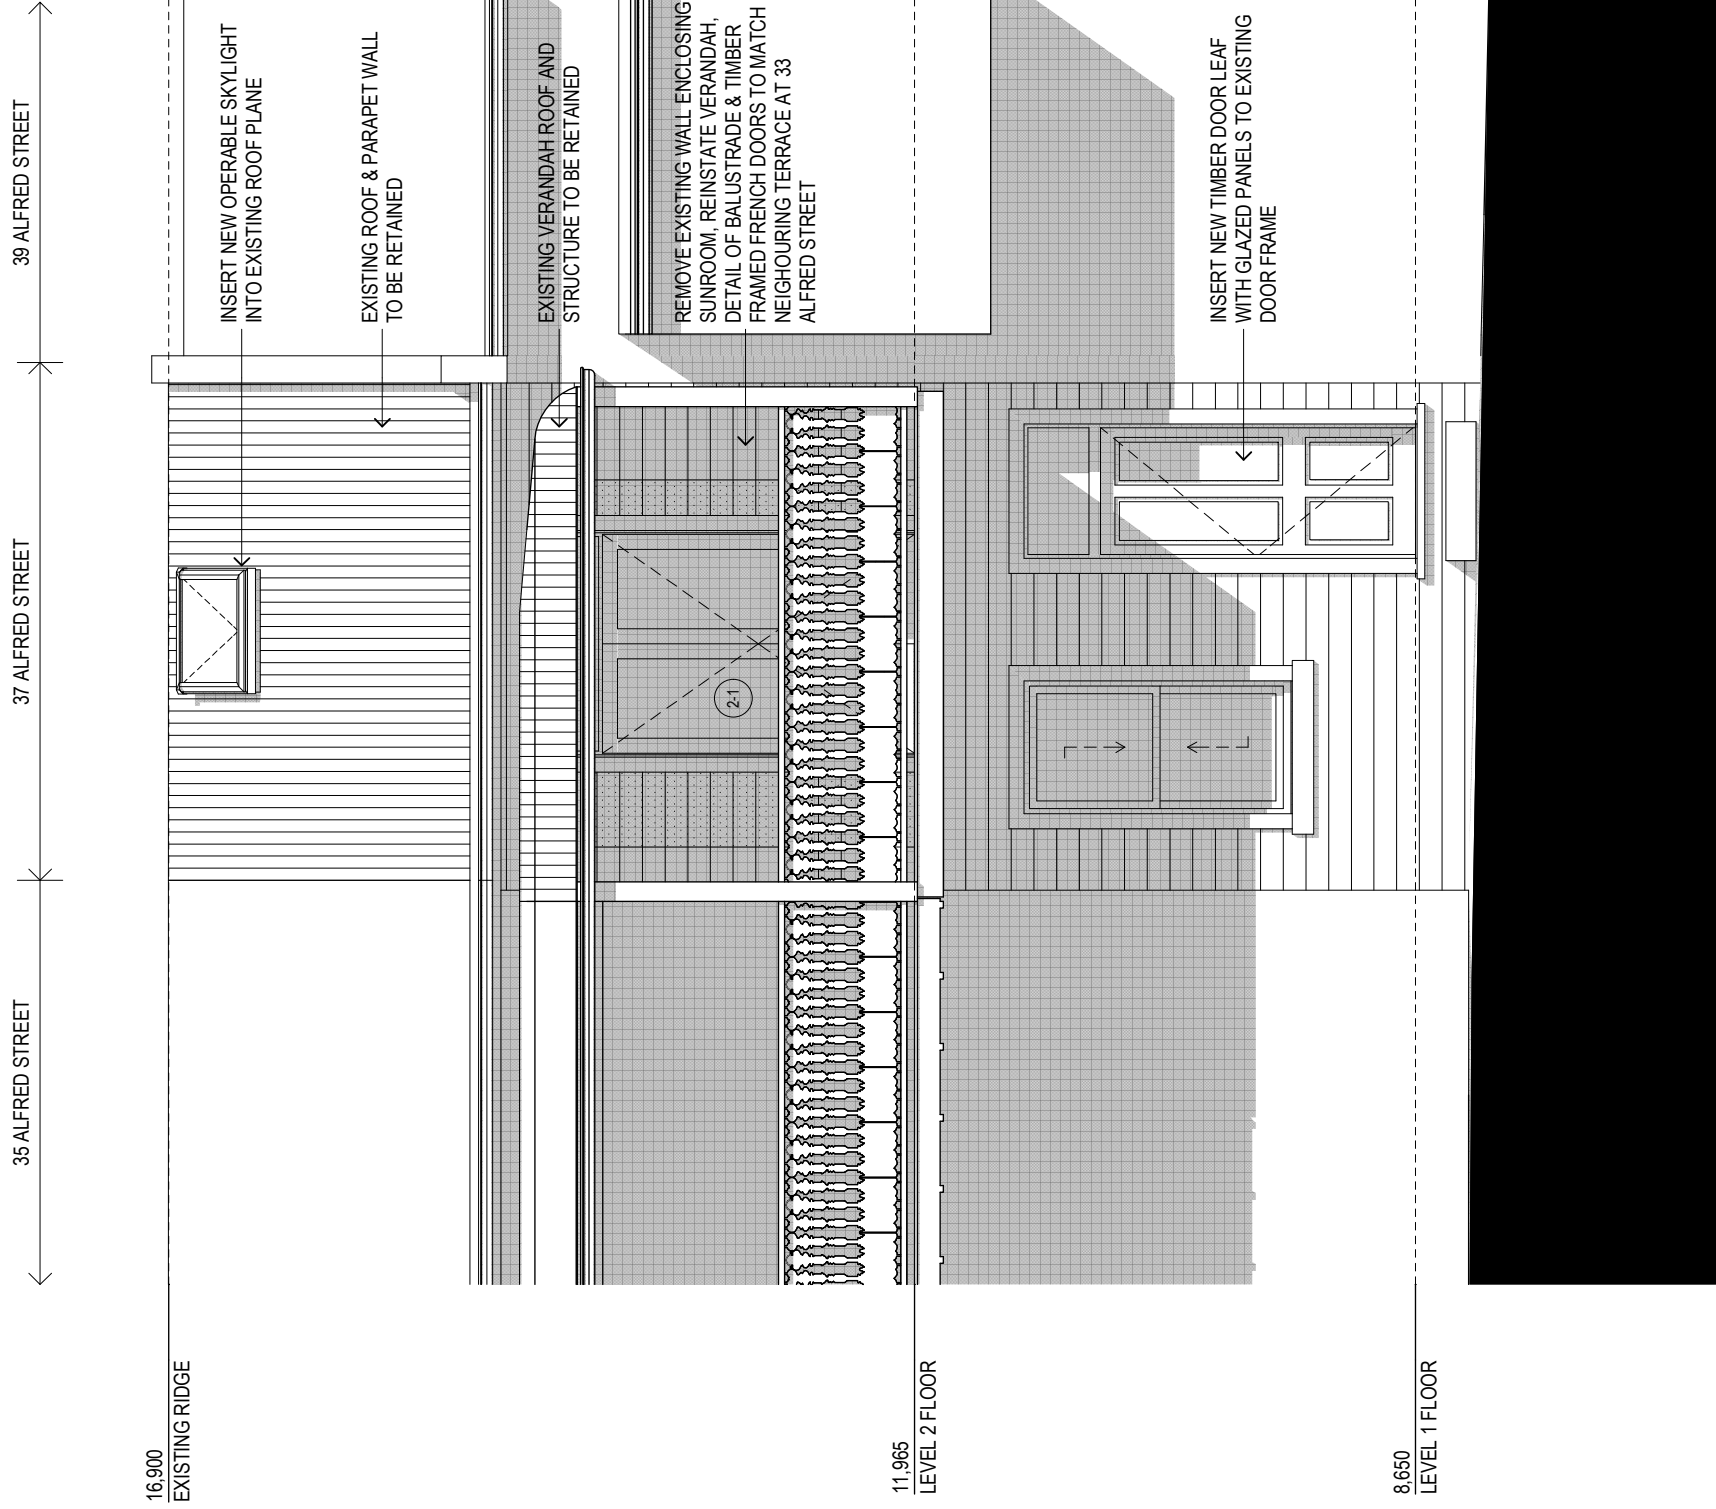 35 ALFRED STREET
37 ALFRED STREET
39 ALFRED STREET
INSERT NEW OPERABLE SKYLIGHT
INTO EXISTING ROOF PLANE
EXISTING ROOF & PARAPET WALL
TO BE RETAINED
EXISTING VERANDAH ROOF AND
STRUCTURE TO BE RETAINED
REMOVE EXISTING WALL ENCLOSING
SUNROOM, REINSTATE VERANDAH,
DETAIL OF BALUSTRADE & TIMBER
FRAMED FRENCH DOORS TO MATCH
NEIGHOURING TERRACE AT 33
ALFRED STREET
INSERT NEW TIMBER DOOR LEAF
WITH GLAZED PANELS TO EXISTING
DOOR FRAME
2-1
16,900
EXISTING RIDGE
11,965
LEVEL 2 FLOOR
8,650
LEVEL 1 FLOOR